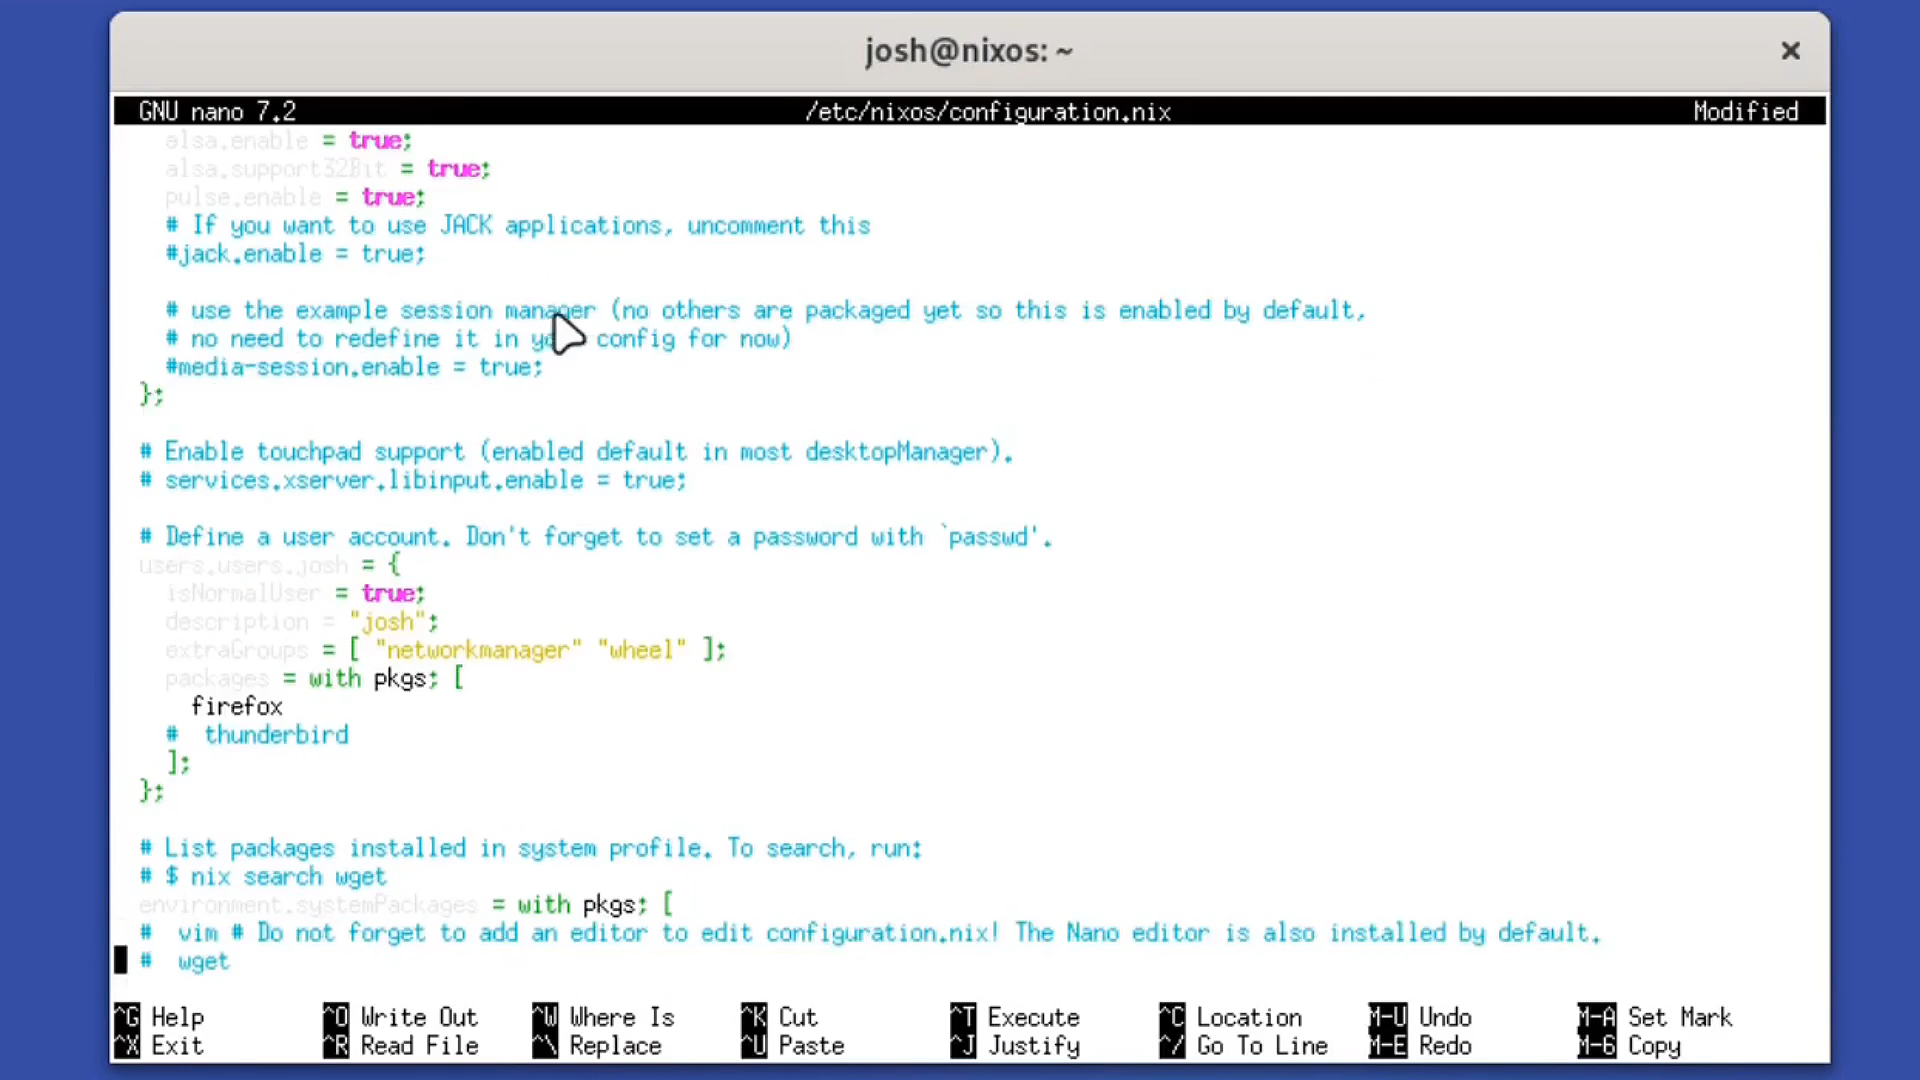 josh@nixos: ~
GNU nano 7.2 /etc/nixos/configuration.nix Modified
alsa.enable = true;
alsa.support32Bit = true;
pulse.enable = true;
# If you want to use JACK applications, uncomment this
#jack.enable = true;
# use the example session manager (no others are packaged yet so this is enabled by default,
# no need to redefine it in config for now)
#media-session.enable = true;
};
# Enable touchpad support (enabled default in most desktopManager).
# services.xserver.libinput.enable = true;
# Define a user account. Don't forget to set a password with `passwd'.
users.users.josh = {
isNormalUser = true;
description = "josh";
extraGroups = [ "networkmanager" "wheel" ];
packages = with pkgs; [
firefox
# thunderbird
];
};
# List packages installed in system profile. To search, run:
# $ nix search wget
environment.systemPackages = with pkgs; [
# vim # Do not forget to add an editor to edit configuration.nix! The Nano editor is also installed by default.
# wget
^G Help ^O Write Out ^W Where Is ^K Cut ^T Execute ^C Location M-U Undo M-A Set Mark
^X Exit ^R Read File ^\ Replace ^U Paste ^J Justify ^/ Go To Line M-E Redo M-6 Copy